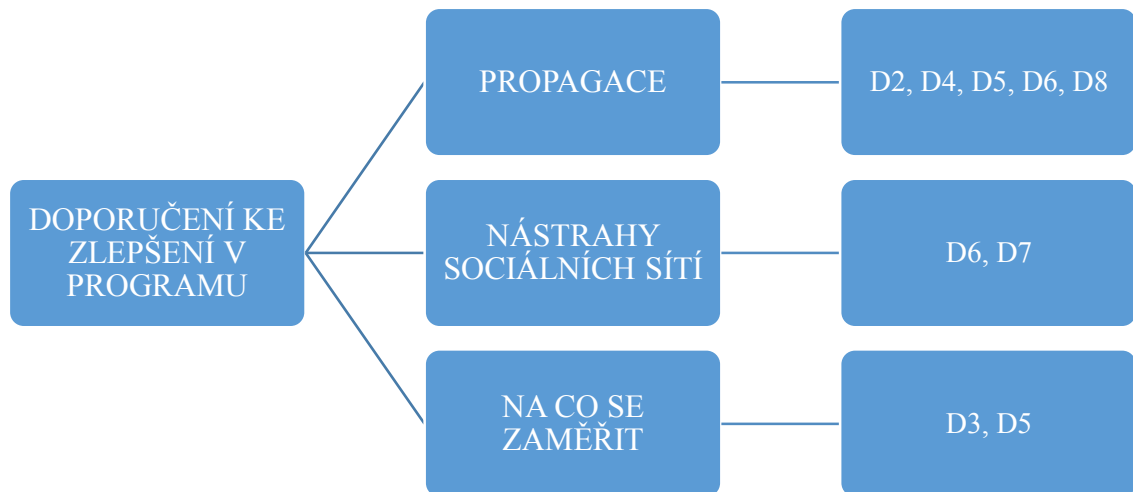 PROPAGACE
D2, D4, D5, D6, D8
DOPORUČENÍ KE
ZLEPŠENÍ V
PROGRAMU
NÁSTRAHY
SOCIÁLNÍCH SÍTÍ
D6, D7
NA CO SE
ZAMĚŘIT
D3, D5